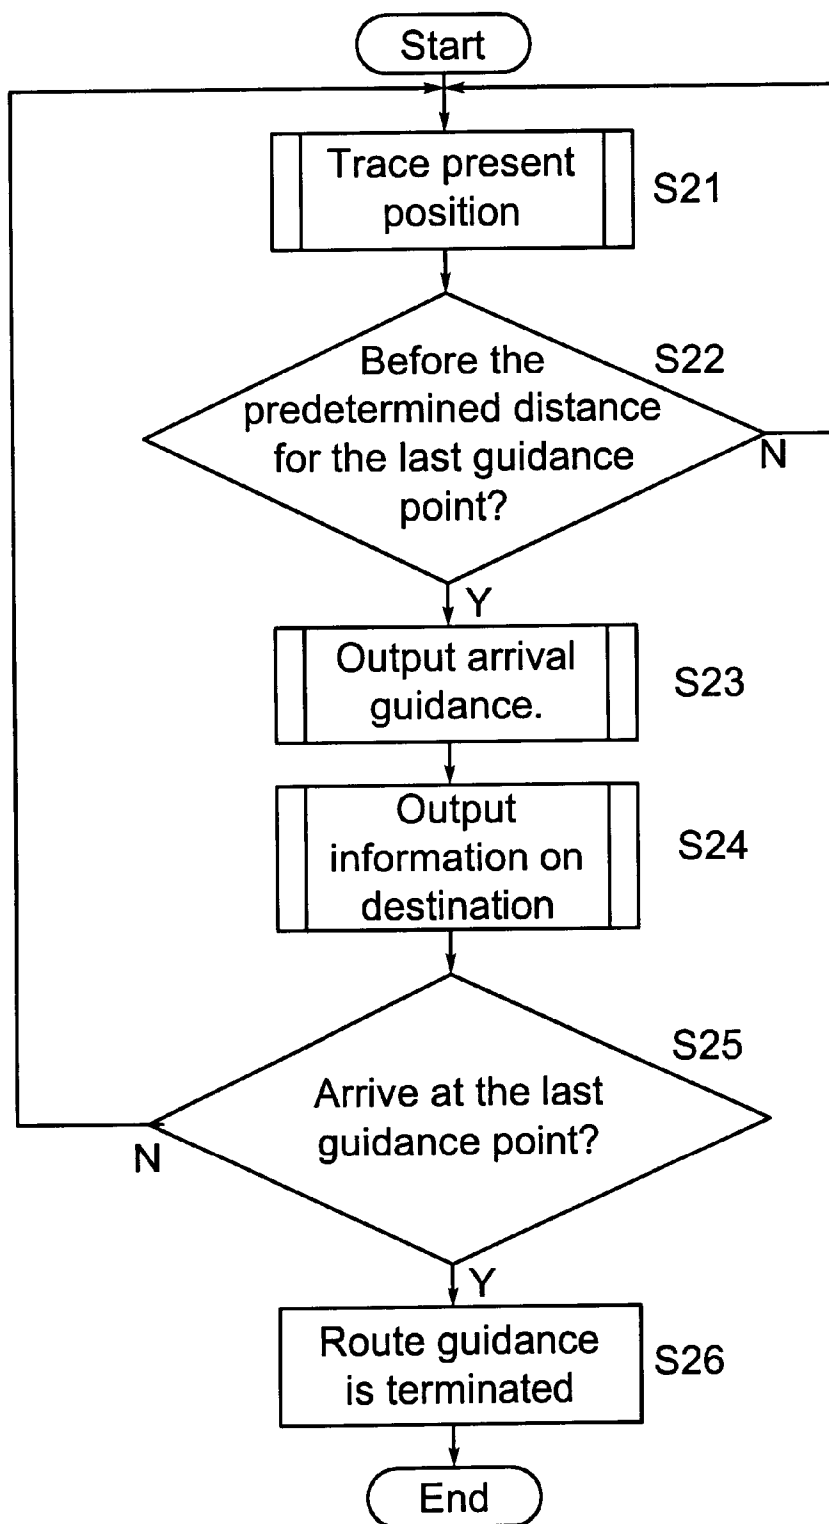 Start
Trace present
position
S21
Before the
predetermined distance
for the last guidance
point?
S22
N
Y
Output arrival
guidance.
S23
Output
information on
destination
S24
Arrive at the last
guidance point?
S25
N
Y
Route guidance
is terminated
S26
End